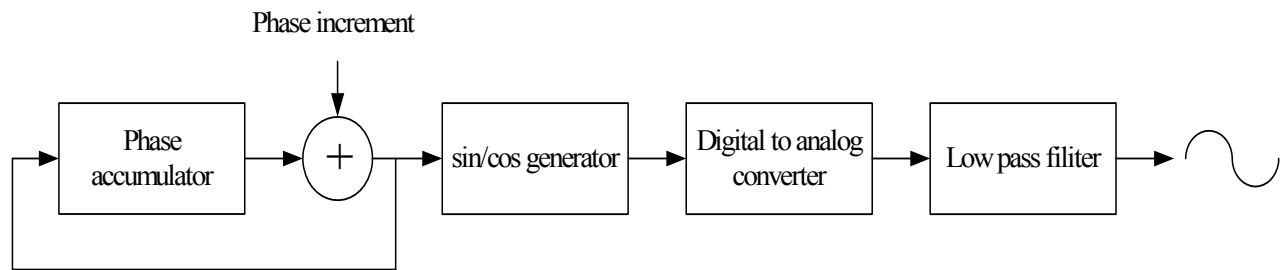 Phase increment
Phase
accumulator
+
sin/cos generator
Digital to analog
converter
Low pass filiter